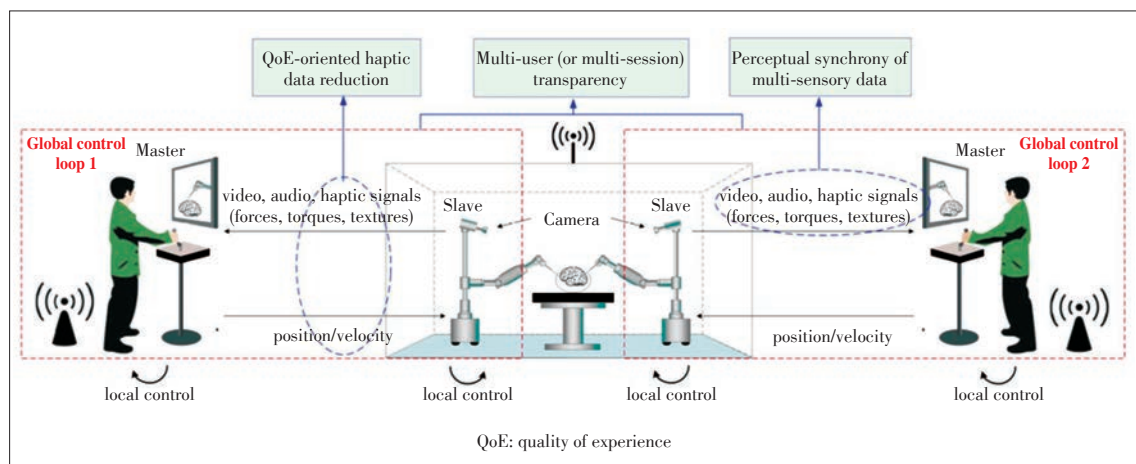 QoE-oriented haptic
data reduction
Multi-user (or multi-session)
transparency
Perceptual synchrony of
multi-sensory data
Global control
loop 1
Master
Master
Global control
loop 2
video, audio, haptic signals
(forces, torques, textures)
Slave
Camera
Slave
video, audio, haptic signals
(forces, torques, textures)
position/velocity
position/velocity
local control
local control
local control
local control
QoE: quality of experience